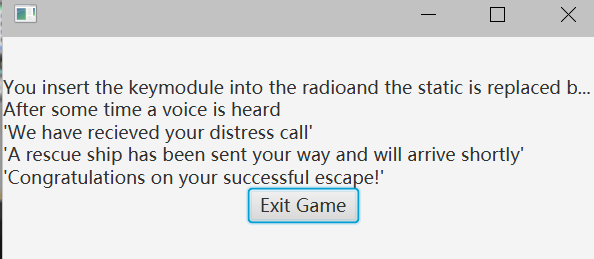 You insert the keymodule into the radioand the static is replaced b...
After some time a voice is heard
'We have recieved your distress call'
'A rescue ship has been sent your way and will arrive shortly'
'Congratulations on your successful escape!'
Exit Game